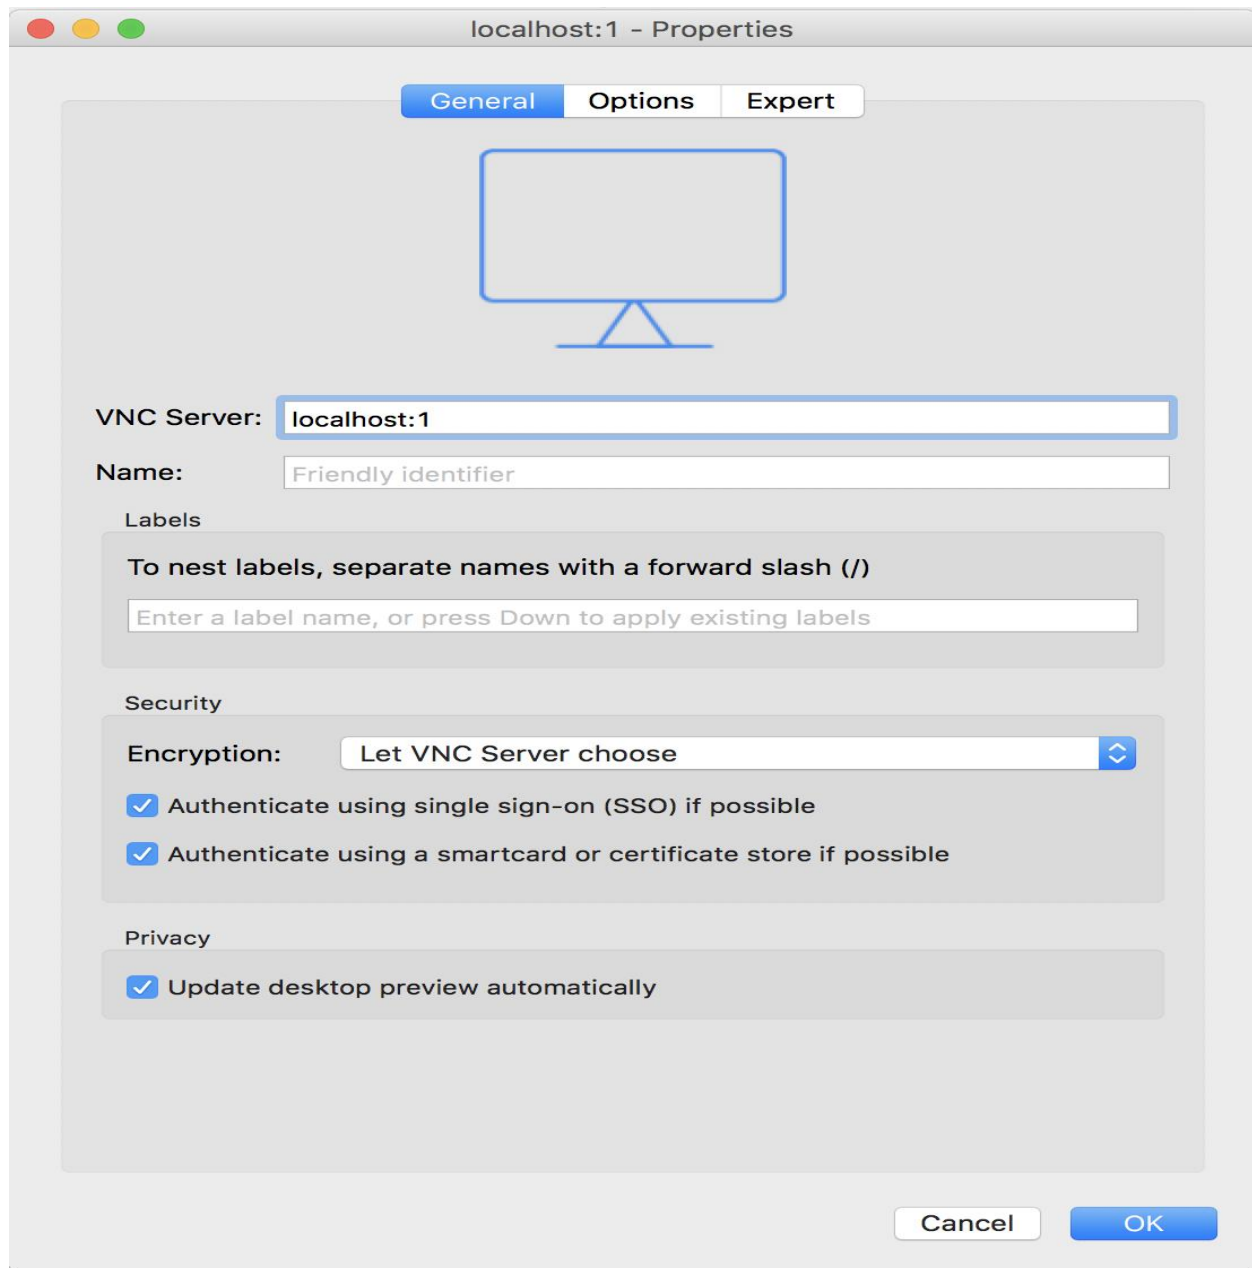 localhost:1 - Properties
General Options Expert
VNC Server: localhost:1
Name: Friendly identifier
Labels
To nest labels, separate names with a forward slash (/)
Enter a label name, or press Down to apply existing labels
Security
Encryption: Let VNC Server choose
Authenticate using single sign-on (SSO) if possible
Authenticate using a smartcard or certificate store if possible
Privacy
Update desktop preview automatically
Cancel OK